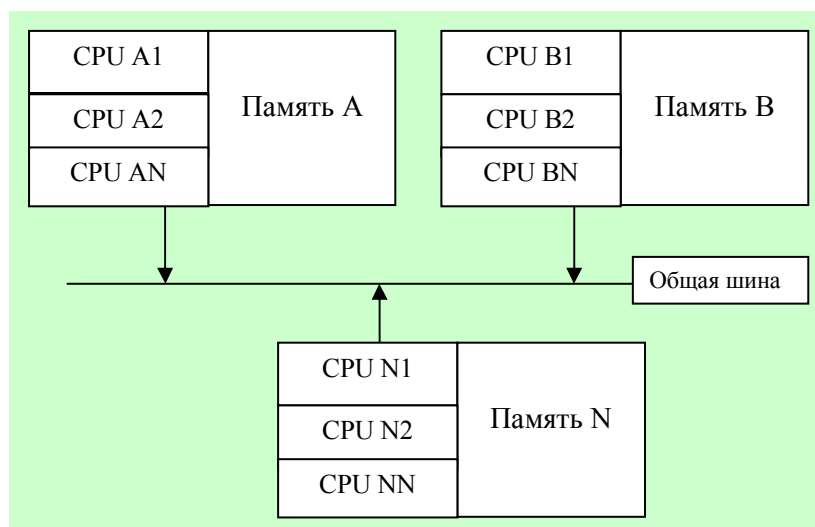 CPU A1
CPU A2
CPU AN
Память A
CPU B1
CPU B2
CPU BN
Память B
Общая шина
CPU N1
CPU N2
CPU NN
Память N